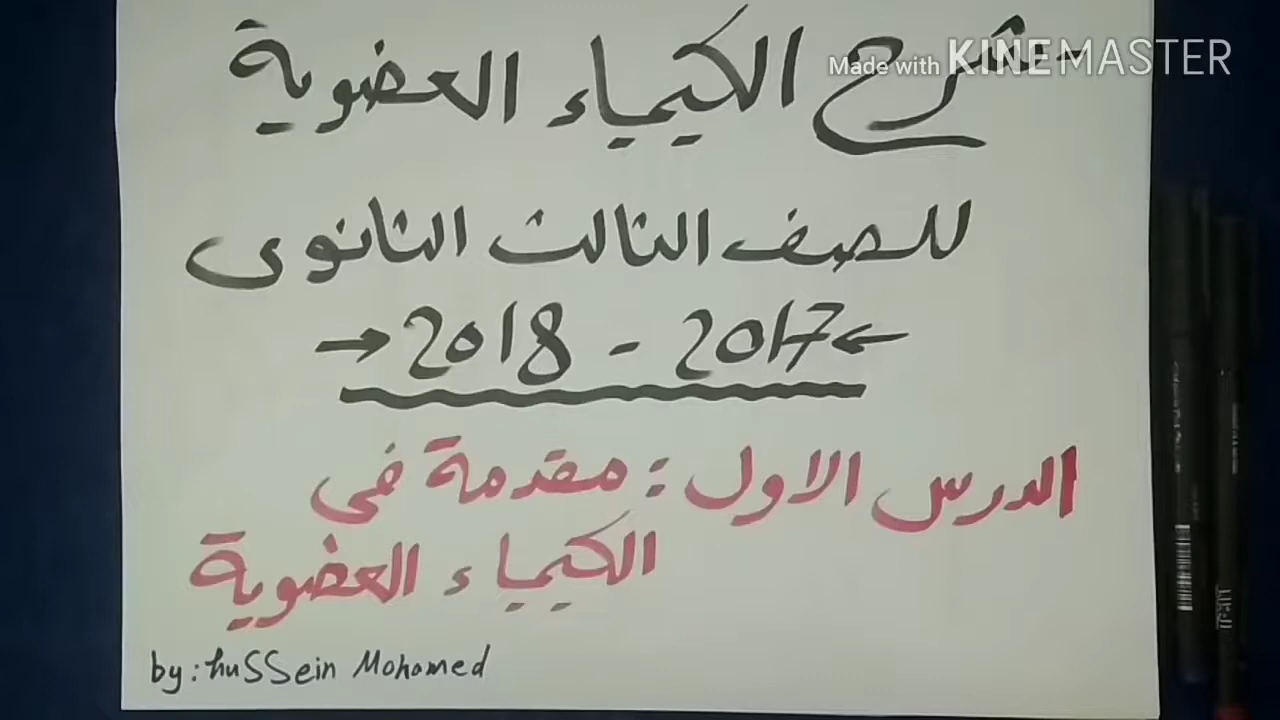 شرح الكيمياء العضوية
Made with KINEMASTER
للصف الثالث الثانوى
→ 2018 - 2017 ←
الدرس الاول : مقدمة فى
الكيمياء العضوية
by: huSSein Mohamed